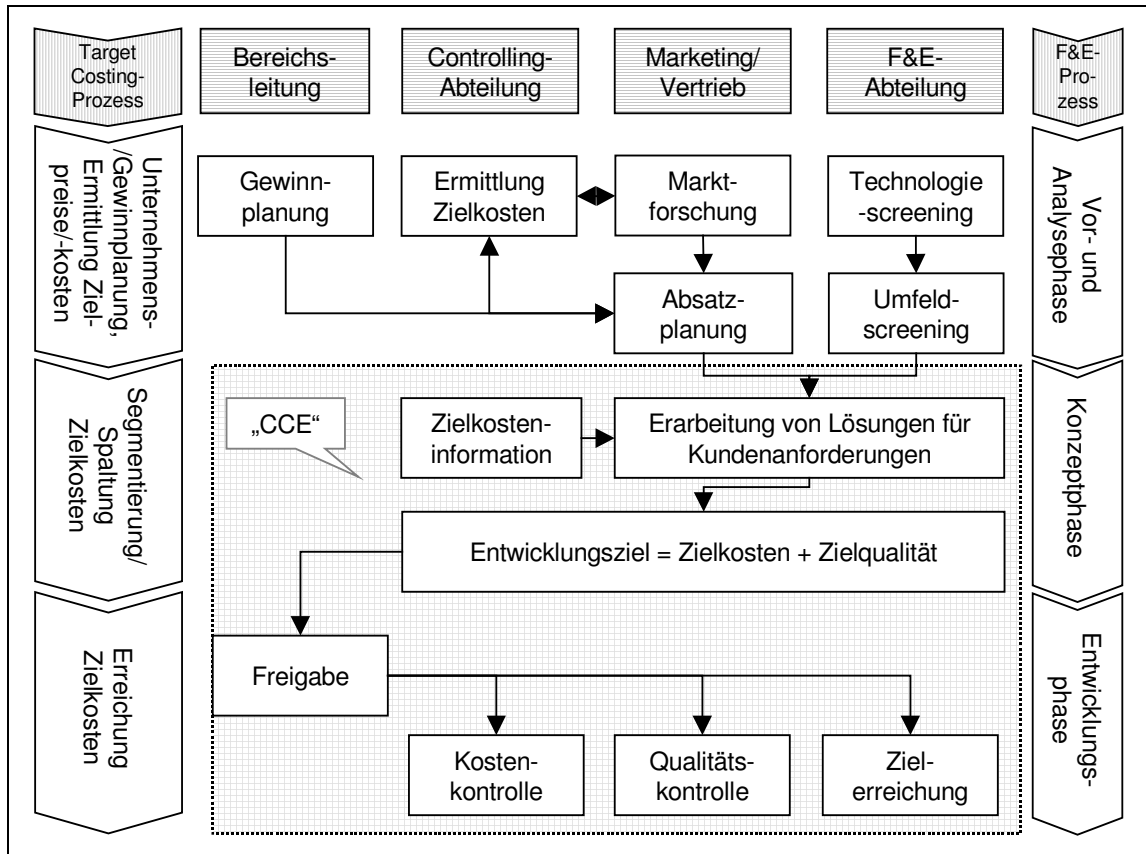 Target
Costing-
Prozess
Bereichs-
leitung
Controlling-
Abteilung
Marketing/
Vertrieb
F&E-
Abteilung
F&E-
Pro-
zess
Unternehmens-
/Gewinnplanung,
Ermittlung Ziel-
preise/-kosten
Gewinn-
planung
Ermittlung
Zielkosten
Markt-
forschung
Technologie
-screening
Vor- und
Analysephase
Absatz-
planung
Umfeld-
screening
Segmentierung/
Spaltung
Zielkosten
„CCE“
Zielkosten-
information
Erarbeitung von Lösungen für
Kundenanforderungen
Konzeptphase
Entwicklungsziel = Zielkosten + Zielqualität
Erreichung
Zielkosten
Freigabe
Entwicklungs-
phase
Kosten-
kontrolle
Qualitäts-
kontrolle
Ziel-
erreichung